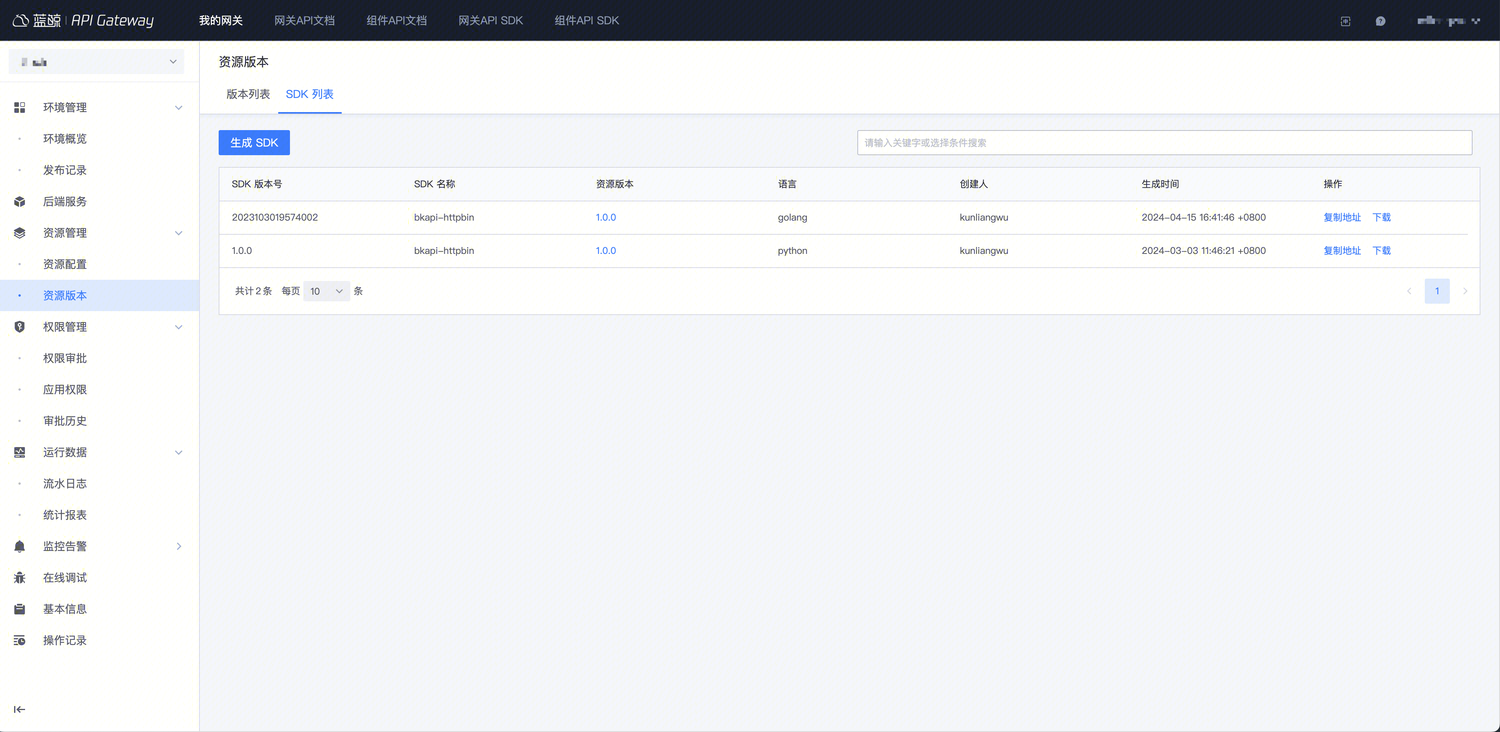 蓝鲸 | API Gateway 我的网关 网关API文档 组件API文档 网关API SDK 组件API SDK
环境管理
环境概览
发布记录
后端服务
资源管理
资源配置
资源版本
权限管理
权限审批
应用权限
审批历史
运行数据
流水日志
统计报表
监控告警
在线调试
基本信息
操作记录
资源版本
版本列表 SDK 列表
生成 SDK 请输入关键字或选择条件搜索
SDK 版本号 SDK 名称 资源版本 语言 创建人 生成时间 操作
2023103019574002 bkapi-httpbin 1.0.0 golang kunliangwu 2024-04-15 16:41:46 +0800 复制地址 下载
1.0.0 bkapi-httpbin 1.0.0 python kunliangwu 2024-03-03 11:46:21 +0800 复制地址 下载
共计 2 条 每页 10 条 1